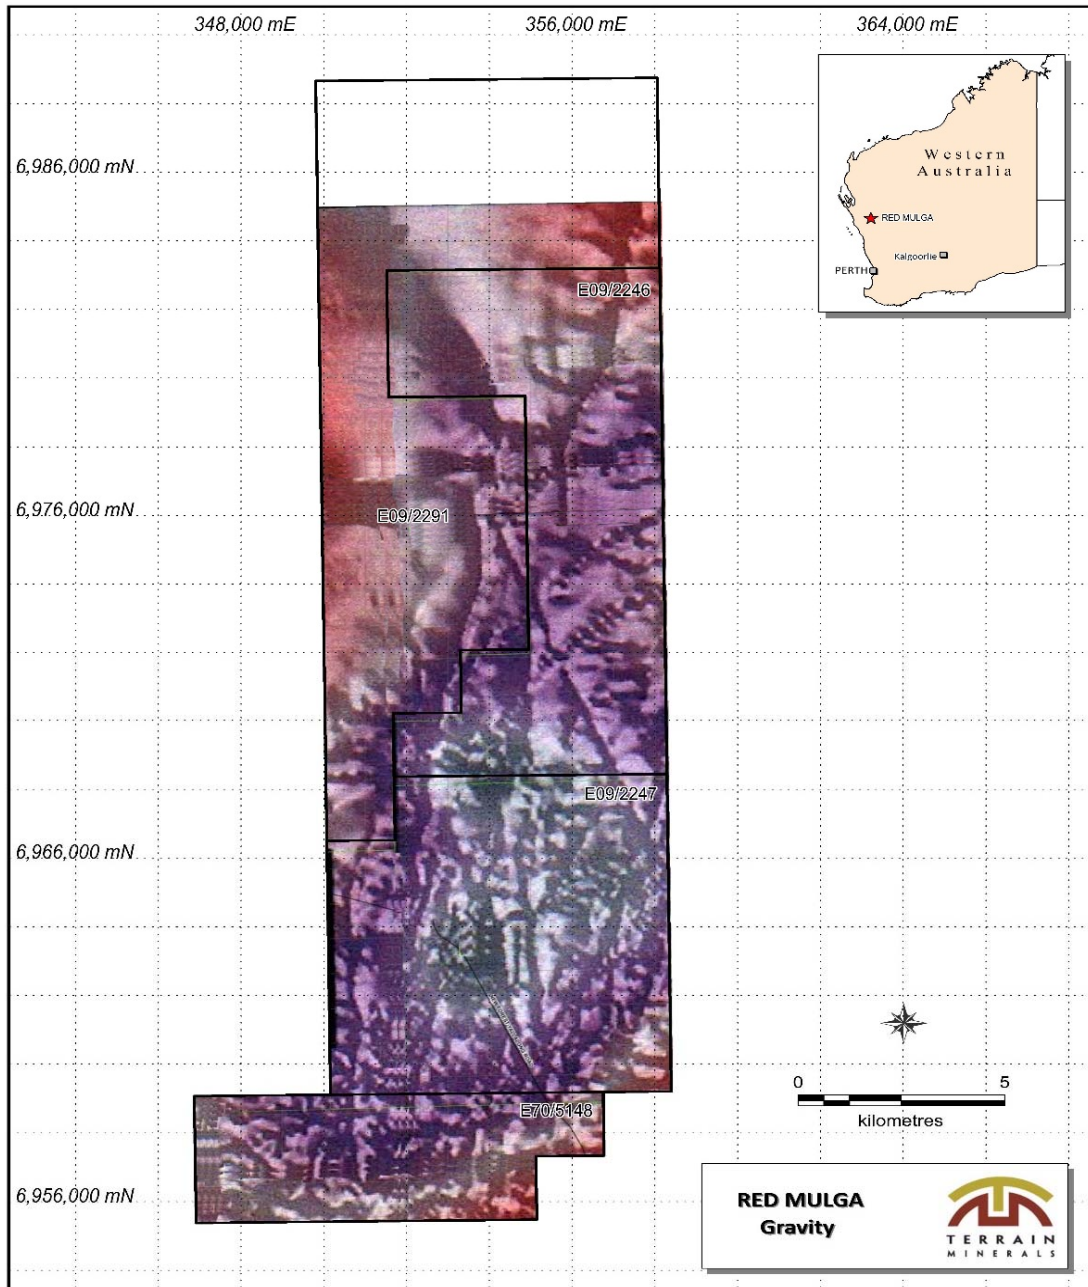 348,000 mE
356,000 mE
364,000 mE
6,986,000 mN
Western
Australia
RED MULGA
Kalgoorlie
PERTH
E09/2246
6,976,000 mN
E09/2291
E09/2247
6,966,000 mN
0
5
kilometres
E70/5148
6,956,000 mN
RED MULGA
Gravity
TERRAIN
MINERALS